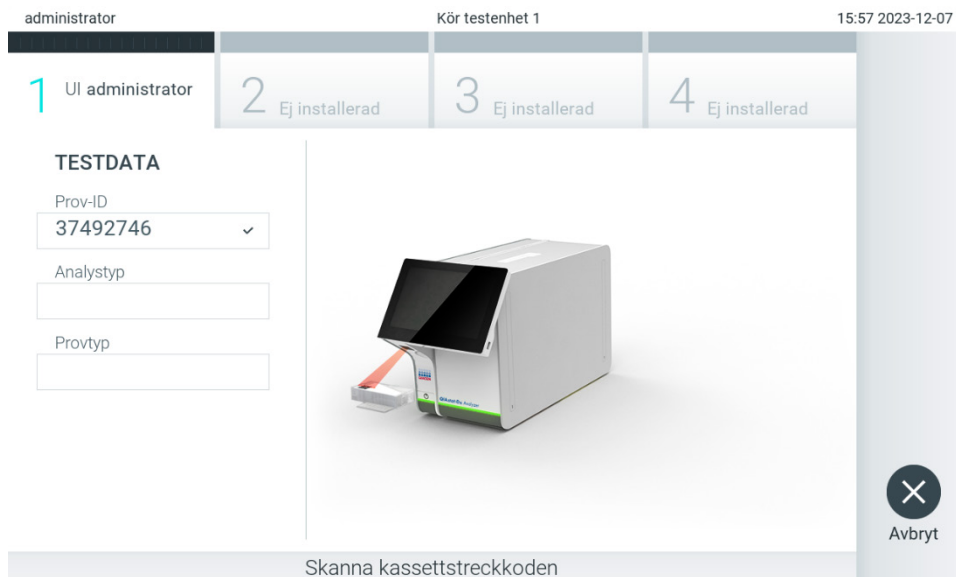 administrator
Kör testenhet 1
15:57 2023-12-07
1 UI administrator
2 Ej installerad
3 Ej installerad
4 Ej installerad
TESTDATA
Prov-ID
37492746
Analystyp
Provtyp
Avbryt
Skanna kassettstreckkoden